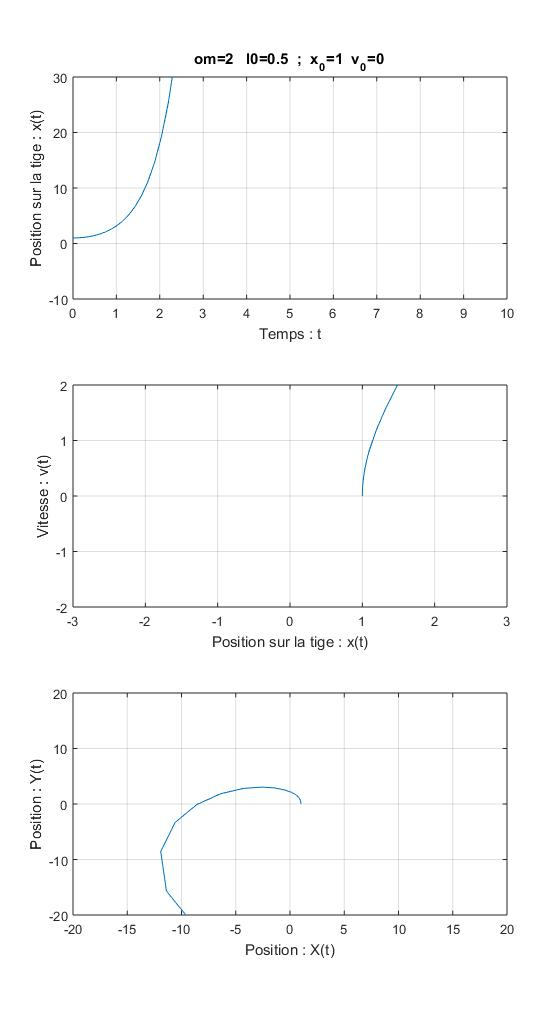 om=2 l0=0.5 ; x0=1 v0=0
30
20
10
0
-10
Position sur la tige : x(t)
0 1 2 3 4 5 6 7 8 9 10
Temps : t
2
1
0
-1
-2
Vitesse : v(t)
-3 -2 -1 0 1 2 3
Position sur la tige : x(t)
20
10
0
-10
-20
Position : Y(t)
-20 -15 -10 -5 0 5 10 15 20
Position : X(t)